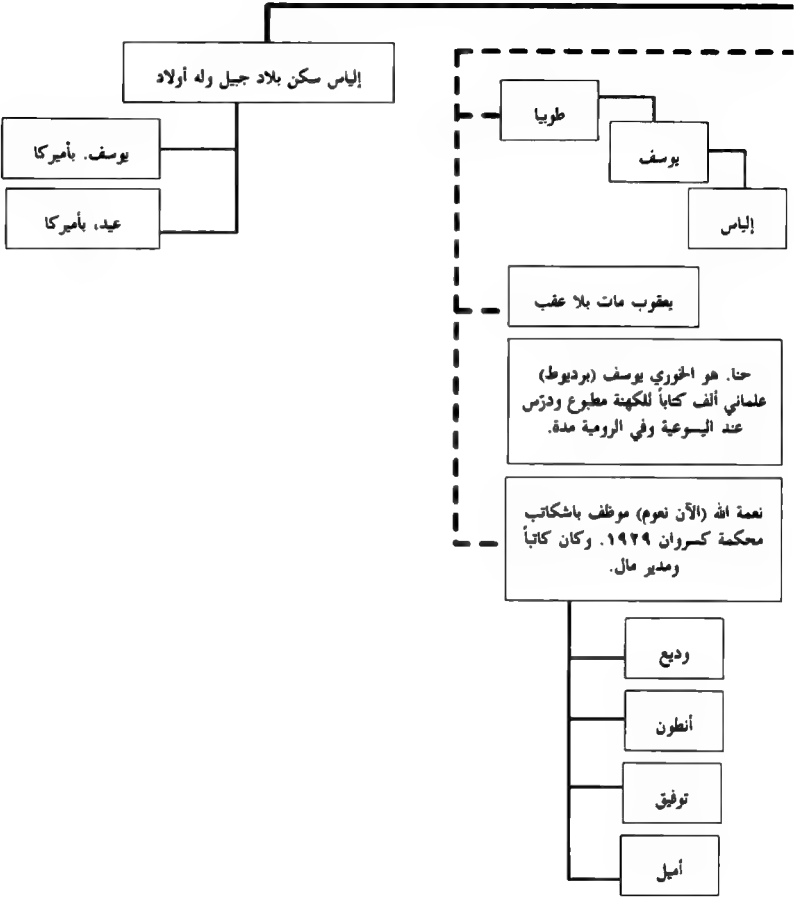 إلياس سكن بلاد جبيل وله أولاد
يوسف. بأميركا
عيد، بأميركا
طوبيا
يوسف
إلياس
يعقوب مات بلا عقب
حنا. هو الخوري يوسف (برديوط)
علماني ألف كتاباً للكهنة مطبوع ودرّس
عند اليسوعية وفي الرومية مدة.
نعمة الله (الآن نعوم) موظف باشكاتب
محكمة كسروان ١٩٢٩. وكان كاتباً
ومدير مال.
وديع
أنطون
توفيق
أميل